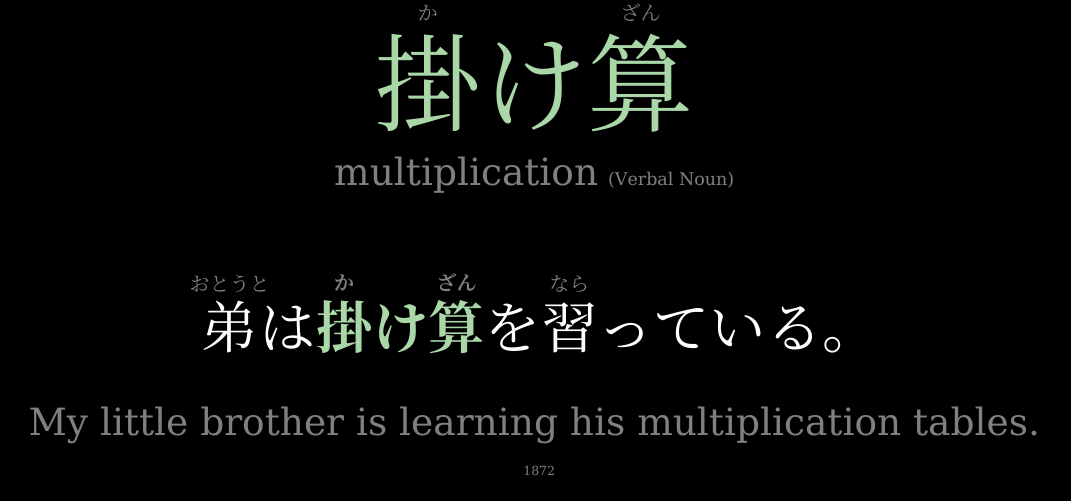 か ざん
掛け算
multiplication (Verbal Noun)
おとうと か ざん なら
弟は掛け算を習っている。
My little brother is learning his multiplication tables.
1872